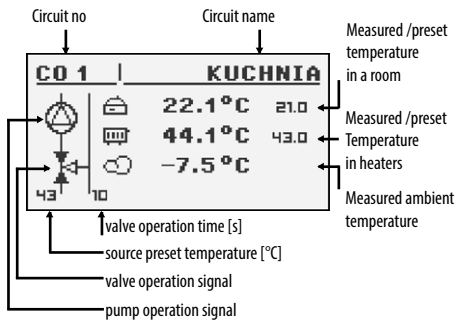 Circuit no
Circuit name
Measured /preset
temperature
in a room
CO 1
KUCHNIA
22.1°C 21.0
44.1°C 43.0
-7.5°C
43 10
Measured /preset
Temperature
in heaters
Measured ambient
temperature
valve operation time [s]
source preset temperature [°C]
valve operation signal
pump operation signal